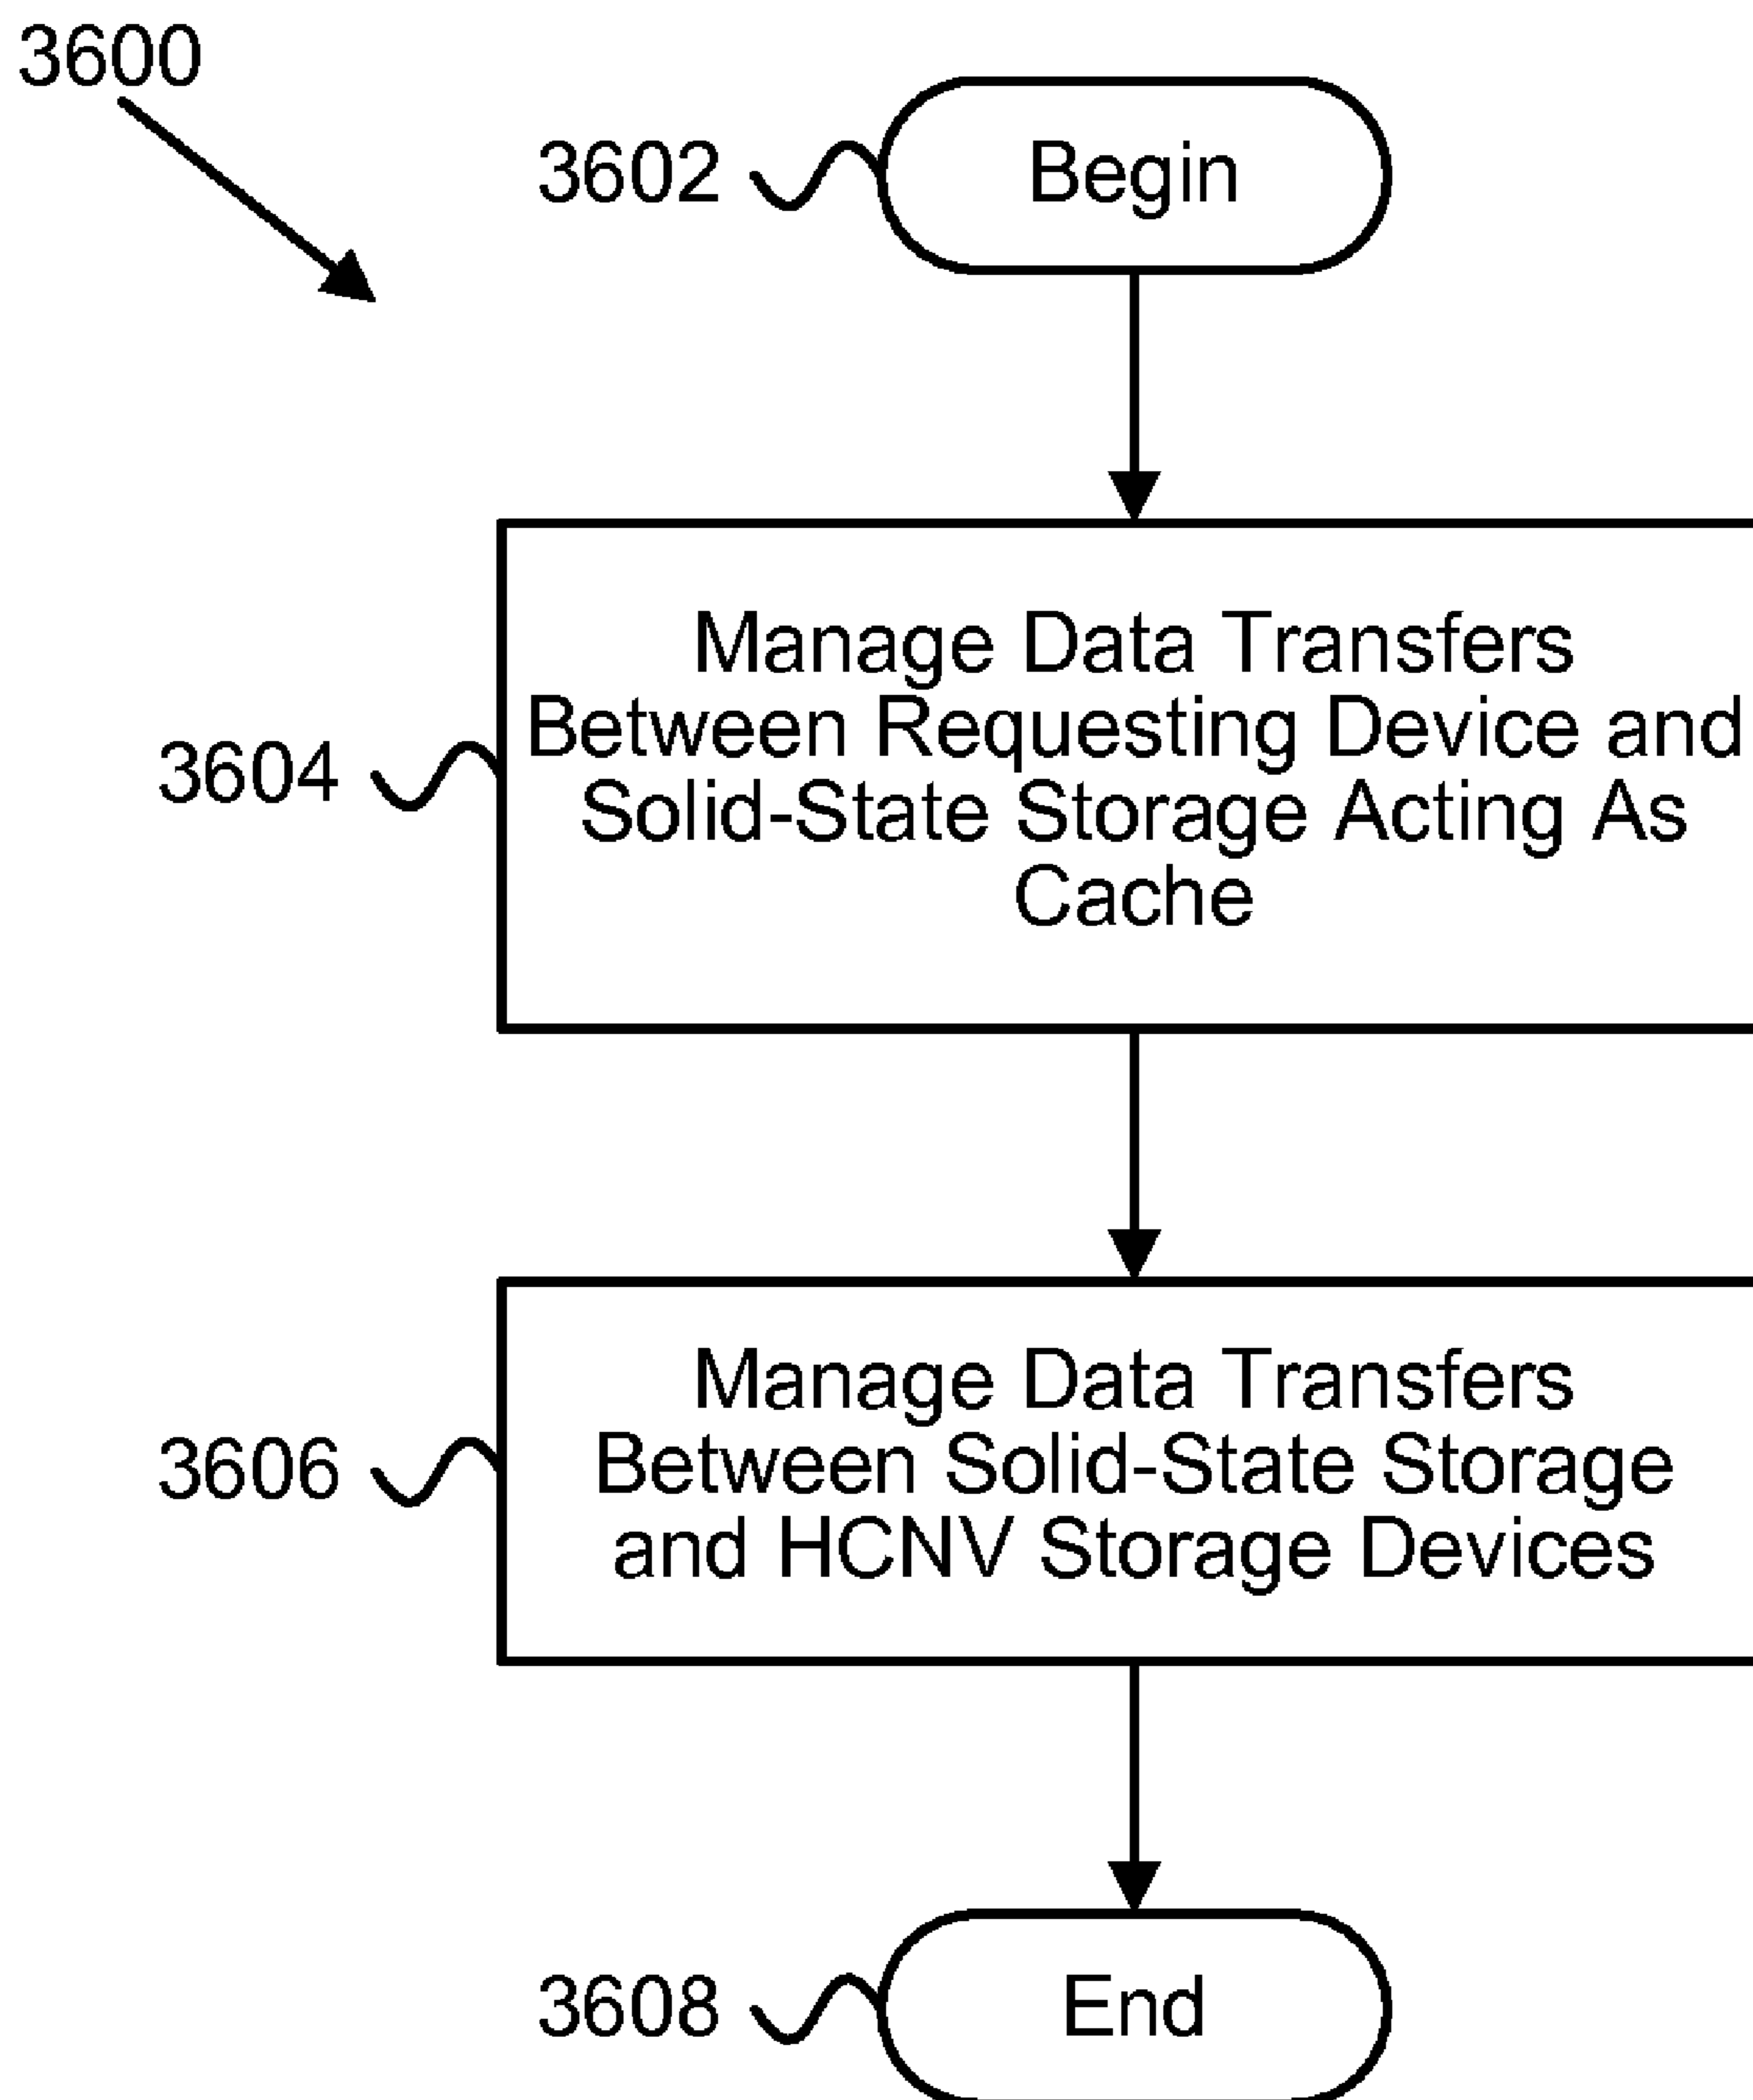 3600
3602
Begin
Manage Data Transfers
Between Requesting Device and
3604
Solid-State Storage Acting As
Cache
Manage Data Transfers
3606
Between Solid-State Storage
and HCNV Storage Devices
3608
End